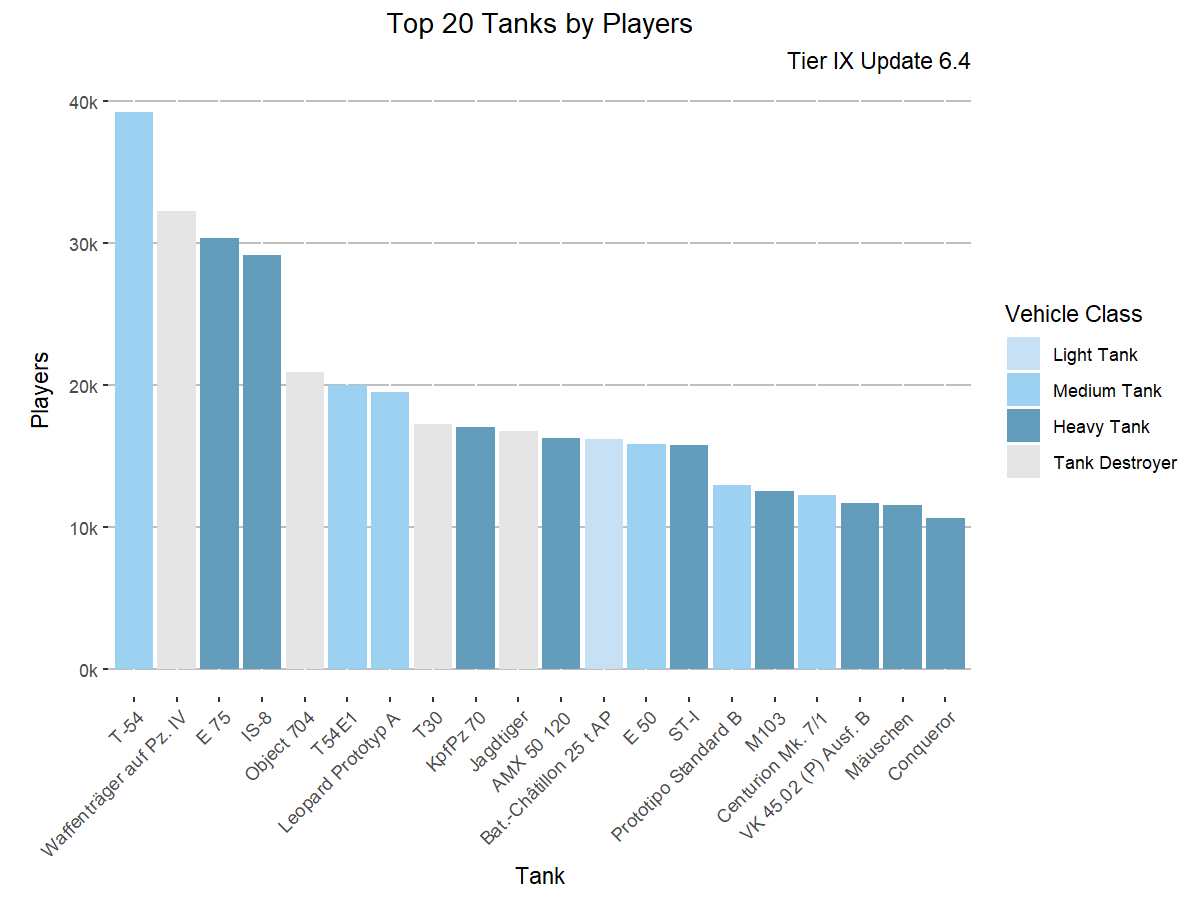 Top 20 Tanks by Players
Tier IX Update 6.4
Players
40k
30k
20k
10k
0k
T-54
Waffenträger auf Pz. IV
E 75
IS-8
Object 704
T54E1
Leopard Prototyp A
T30
KpfPz 70
Jagdtiger
AMX 50 120
Bat.-Châtillon 25 t AP
E 50
ST-I
Prototipo Standard B
M103
Centurion Mk. 7/1
VK 45.02 (P) Ausf. B
Mäuschen
Conqueror
Tank
Vehicle Class
Light Tank
Medium Tank
Heavy Tank
Tank Destroyer